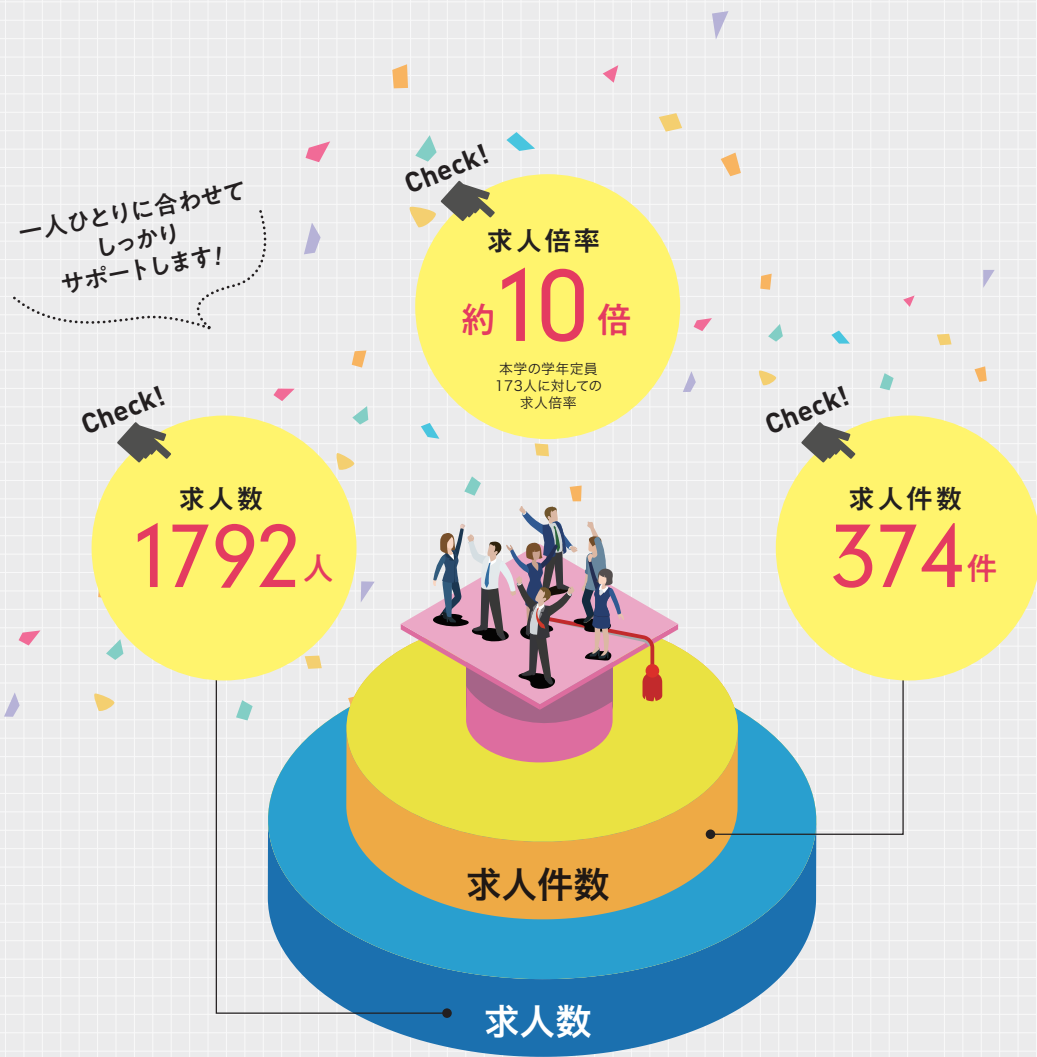 一人ひとりに合わせて
しっかり
サポートします!
Check!
求人倍率
約10倍
本学の学年定員
173人に対しての
求人倍率
Check!
求人数
1792人
Check!
求人件数
374件
求人件数
求人数